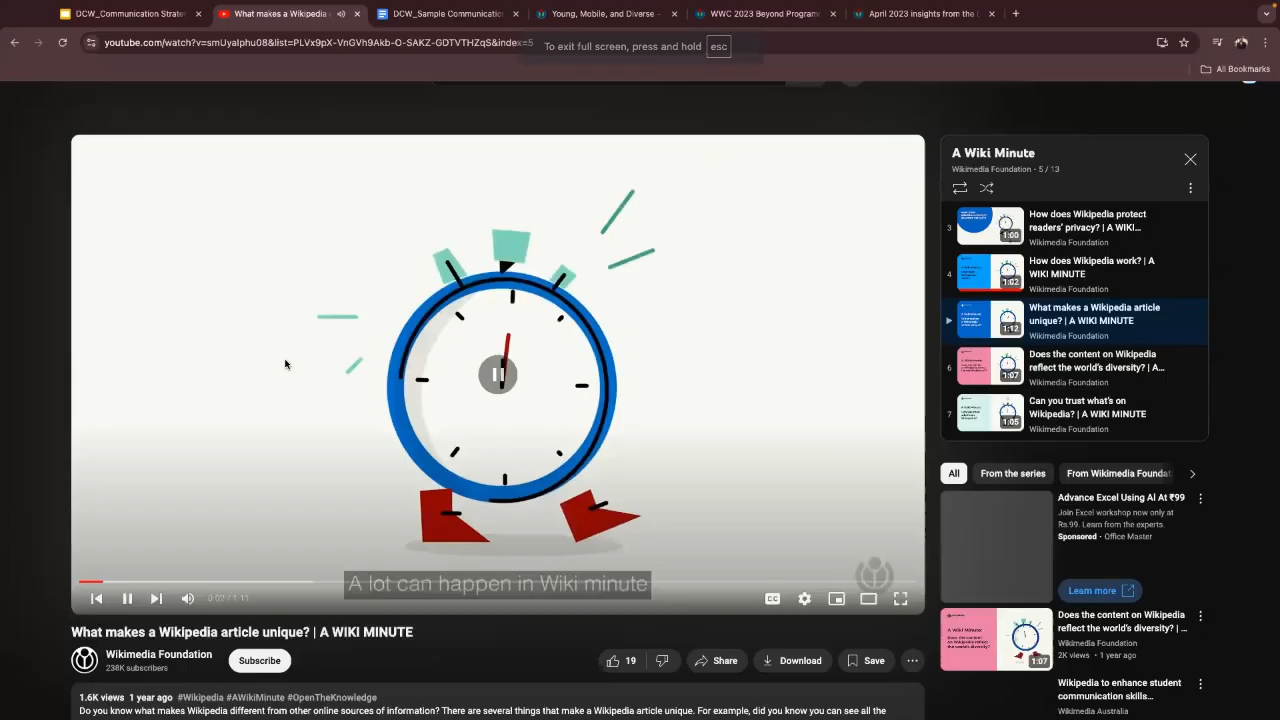 DCW_Communication Strate
What makes a Wikipedia
DCW_Sample Communication
Young, Mobile, and Diverse –
WWC 2023 Beyond Program
April 2023 insights from the
youtube.com/watch?v=smUyaIphu08&list=PLVx9pX-VnGVh9Akb-O-SAKZ-GDTVTHZqS&index=5
To exit full screen, press and hold esc
All Bookmarks
A Wiki Minute
Wikimedia Foundation - 5 / 13
3
1:00
How does Wikipedia protect
readers' privacy? | A WIKI...
Wikimedia Foundation
4
1:02
How does Wikipedia work? | A
WIKI MINUTE
Wikimedia Foundation
1:12
What makes a Wikipedia article
unique? | A WIKI MINUTE
Wikimedia Foundation
6
1:07
Does the content on Wikipedia
reflect the world's diversity? | A...
Wikimedia Foundation
7
1:05
Can you trust what's on
Wikipedia? | A WIKI MINUTE
Wikimedia Foundation
A lot can happen in Wiki minute
0:02 / 1:11
CC
What makes a Wikipedia article unique? | A WIKI MINUTE
Wikimedia Foundation
238K subscribers
Subscribe
19
Share
Download
Save
1.6K views 1 year ago #Wikipedia #AWikiMinute #OpenTheKnowledge
Do you know what makes Wikipedia different from other online sources of information? There are several things that make a Wikipedia article unique. For example, did you know you can see all the
All
From the series
From Wikimedia Foundat
Advance Excel Using AI At ₹99
Join Excel workshop now only at
Rs.99. Learn from the experts.
Sponsored · Office Master
Learn more
1:07
Does the content on Wikipedia
reflect the world's diversity? | ...
Wikimedia Foundation
2K views · 1 year ago
Wikipedia to enhance student
communication skills...
Wikimedia Australia